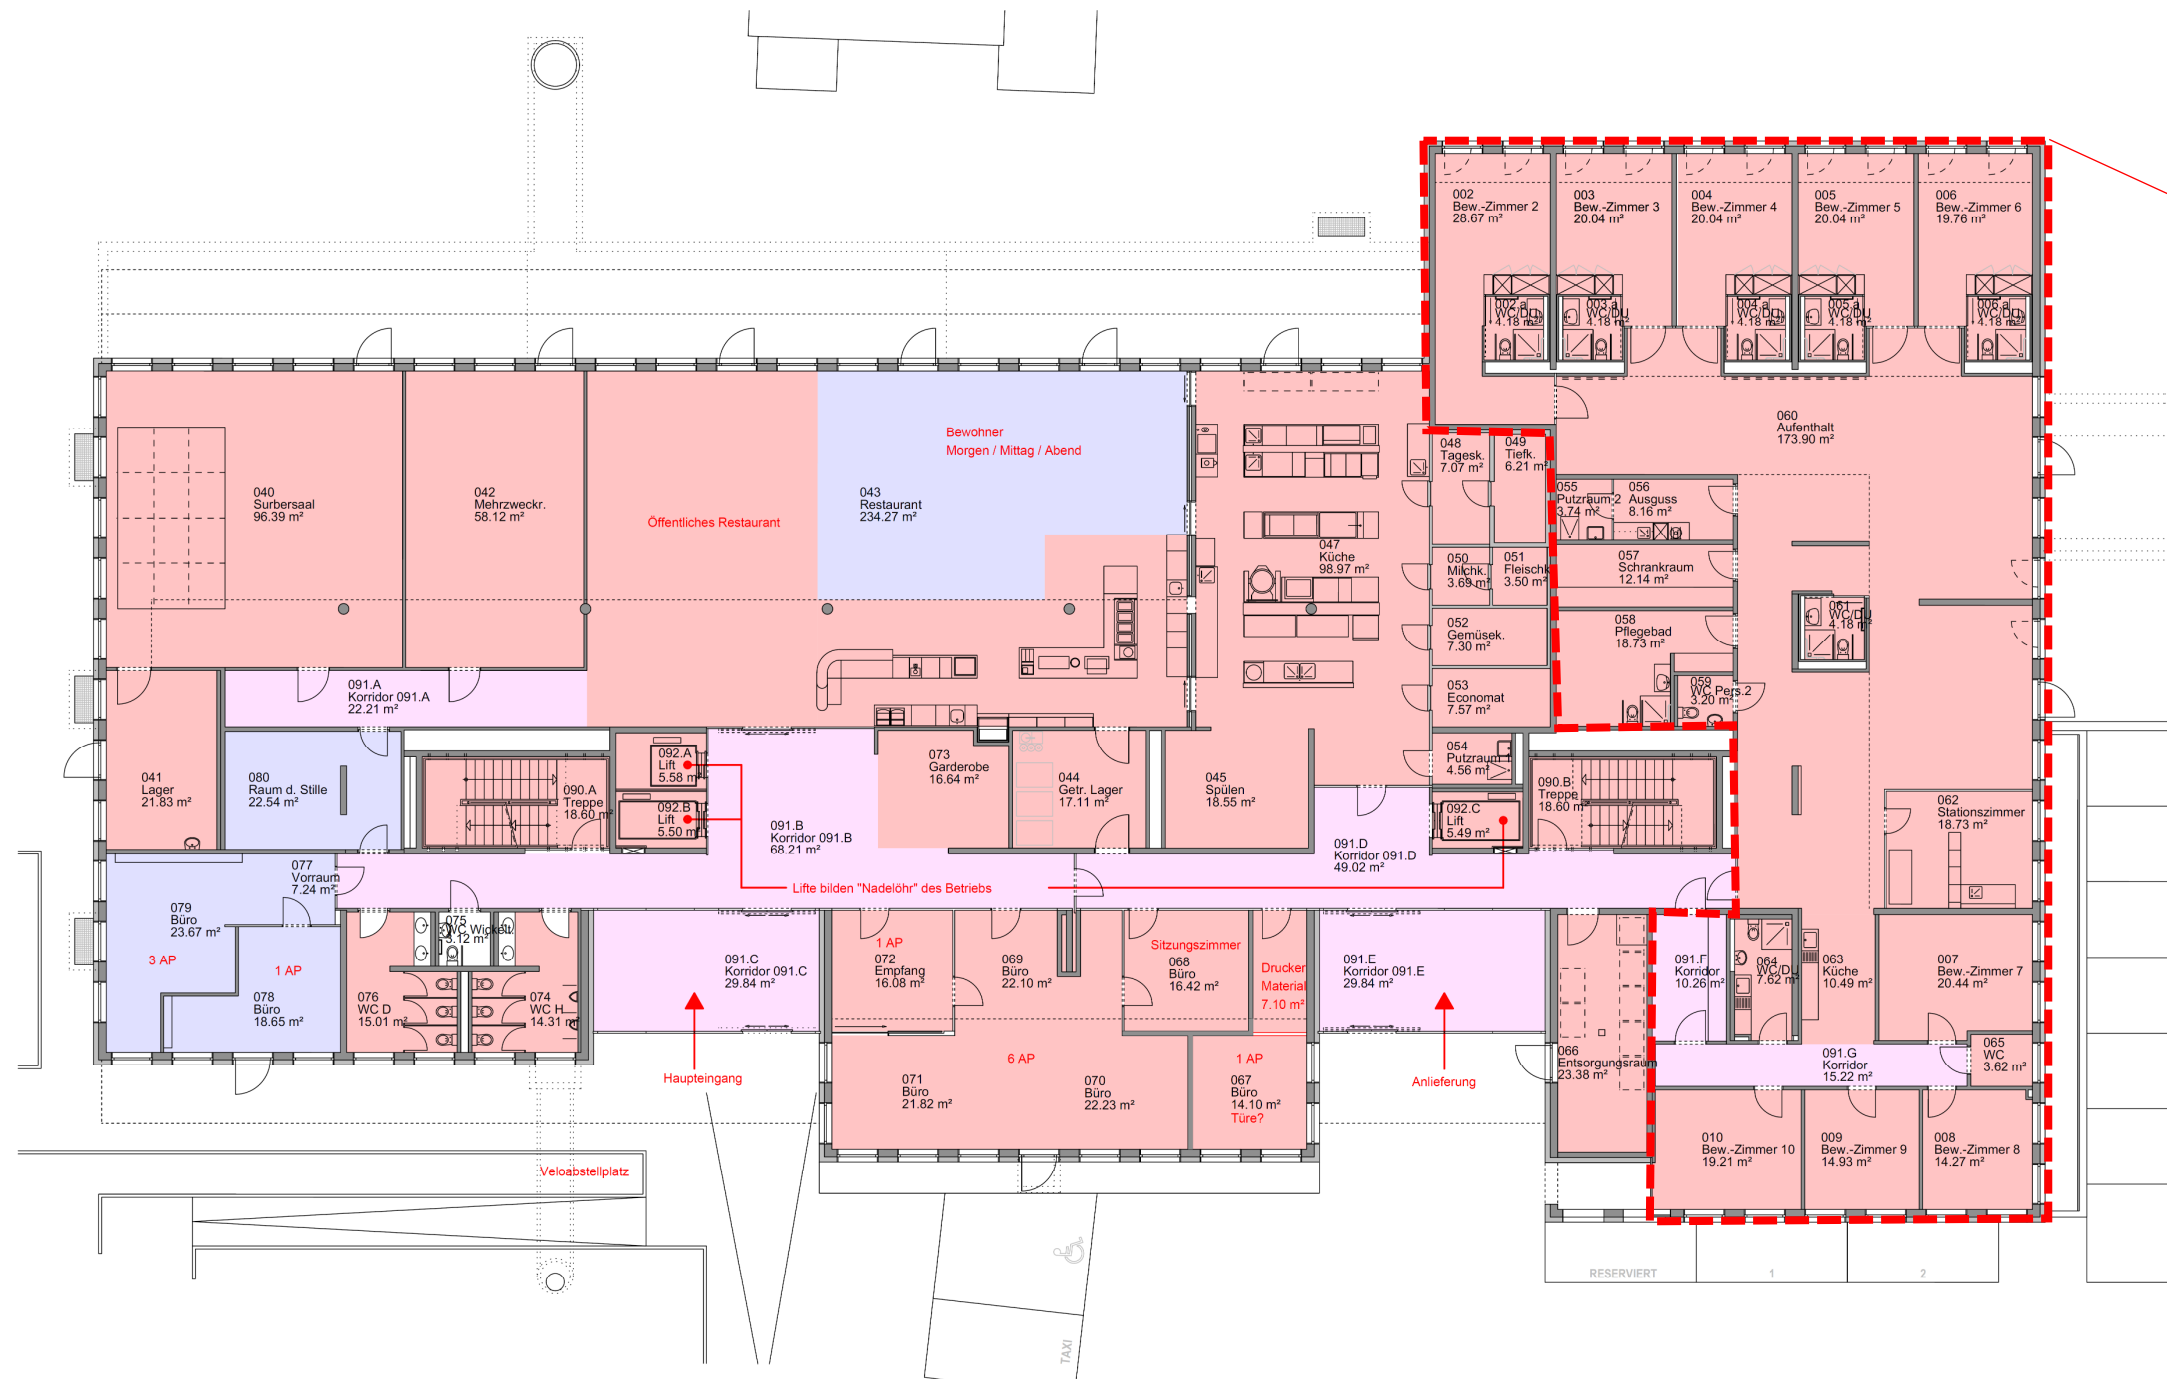 002
Bew.-Zimmer 2
28.67 m²
003
Bew.-Zimmer 3
20.04 m²
004
Bew.-Zimmer 4
20.04 m²
005
Bew.-Zimmer 5
20.04 m²
006
Bew.-Zimmer 6
19.76 m²
002.a
WC/DU
4.18 m²
003.a
WC/DU
4.18 m²
004.a
WC/DU
4.18 m²
005.a
WC/DU
4.18 m²
006.a
WC/DU
4.18 m²
060
Aufenthalt
173.90 m²
Bewohner
Morgen / Mittag / Abend
040
Surbersaal
96.39 m²
042
Mehrzweckr.
58.12 m²
Öffentliches Restaurant
043
Restaurant
234.27 m²
047
Küche
98.97 m²
048
Tagesk.
7.07 m²
049
Tiefk.
6.21 m²
050
Milchk.
3.69 m²
051
Fleischk
3.50 m²
052
Gemüsek.
7.30 m²
053
Economat
7.57 m²
054
Putzraum 1
4.56 m²
055
Putzraum 2
3.74 m²
056
Ausguss
8.16 m²
057
Schrankraum
12.14 m²
058
Pflegebad
18.73 m²
059
WC Pers.2
3.20 m²
061
WC/DU
4.18 m²
091.A
Korridor 091.A
22.21 m²
041
Lager
21.83 m²
080
Raum d. Stille
22.54 m²
090.A
Treppe
18.60 m²
092.A
Lift
5.58 m²
092.B
Lift
5.50 m²
091.B
Korridor 091.B
68.21 m²
073
Garderobe
16.64 m²
044
Getr. Lager
17.11 m²
045
Spülen
18.55 m²
091.D
Korridor 091.D
49.02 m²
092.C
Lift
5.49 m²
090.B
Treppe
18.60 m²
062
Stationszimmer
18.73 m²
Lifte bilden "Nadelöhr" des Betriebs
077
Vorraum
7.24 m²
079
Büro
23.67 m²
3 AP
1 AP
078
Büro
18.65 m²
076
WC D
15.01 m²
075
WC Wickelt.
3.12 m²
074
WC H
14.31 m²
091.C
Korridor 091.C
29.84 m²
Haupteingang
1 AP
072
Empfang
16.08 m²
069
Büro
22.10 m²
Sitzungszimmer
068
Büro
16.42 m²
Drucker
Material
7.10 m²
091.E
Korridor 091.E
29.84 m²
Anlieferung
6 AP
071
Büro
21.82 m²
070
Büro
22.23 m²
1 AP
067
Büro
14.10 m²
Türe?
066
Entsorgungsraum
23.38 m²
091.F
Korridor
10.26 m²
064
WC/DU
7.62 m²
063
Küche
10.49 m²
007
Bew.-Zimmer 7
20.44 m²
091.G
Korridor
15.22 m²
065
WC
3.62 m²
010
Bew.-Zimmer 10
19.21 m²
009
Bew.-Zimmer 9
14.93 m²
008
Bew.-Zimmer 8
14.27 m²
Veloabstellplatz
RESERVIERT
1
2
TAXI